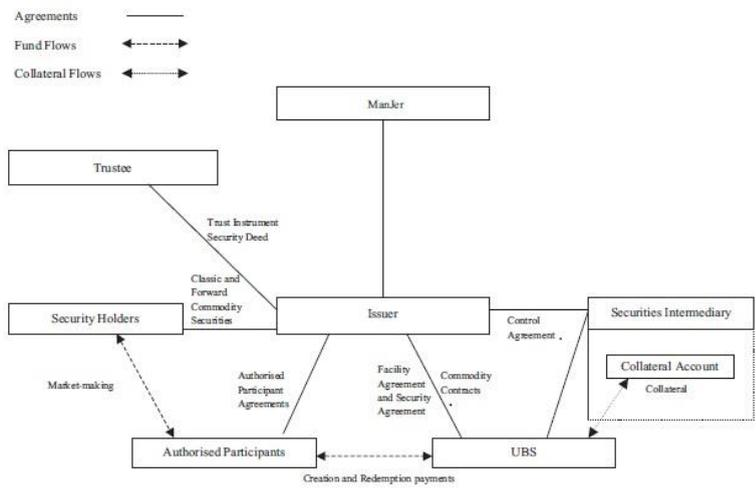 Agreements
Fund Flows
Collateral Flows
ManJer
Trustee
Trust Instrument
Security Deed
Classic and
Forward
Commodity
Securities
Security Holders
Issuer
Securities Intermediary
Control
Agreement .
Collateral Account
Collateral
Market-making
Authorised
Participant
Agreements
Facility
Agreement
and Security
Agreement
Commodity
Contracts
.
Authorised Participants
UBS
Creation and Redemption payments